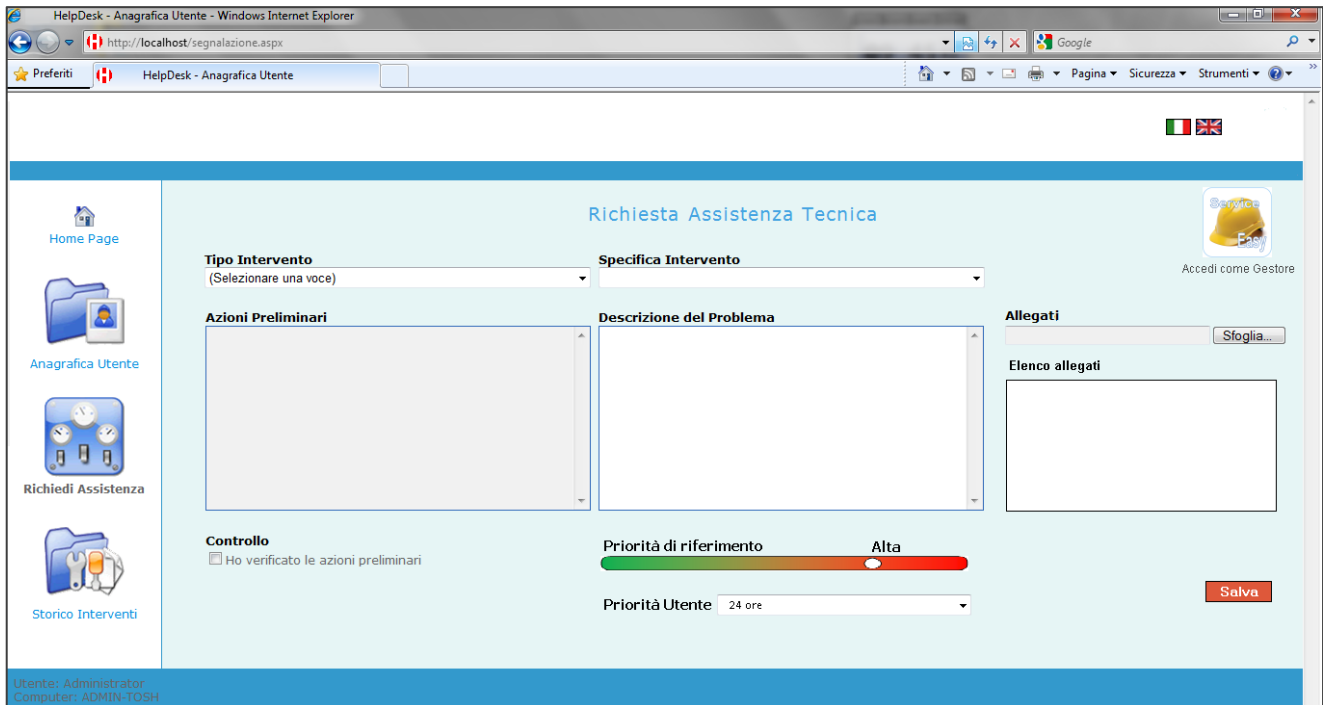 HelpDesk - Anagrafica Utente - Windows Internet Explorer
http://localhost/segnalazione.aspx
Google
Preferiti
HelpDesk - Anagrafica Utente
Pagina
Sicurezza
Strumenti
Home Page
Anagrafica Utente
Richiedi Assistenza
Storico Interventi
Richiesta Assistenza Tecnica
Service
Easy
Accedi come Gestore
Tipo Intervento
(Selezionare una voce)
Specifica Intervento
Azioni Preliminari
Descrizione del Problema
Allegati
Sfoglia...
Elenco allegati
Controllo
Ho verificato le azioni preliminari
Priorità di riferimento Alta
Priorità Utente 24 ore
Salva
Utente: Administrator
Computer: ADMIN-TOSH